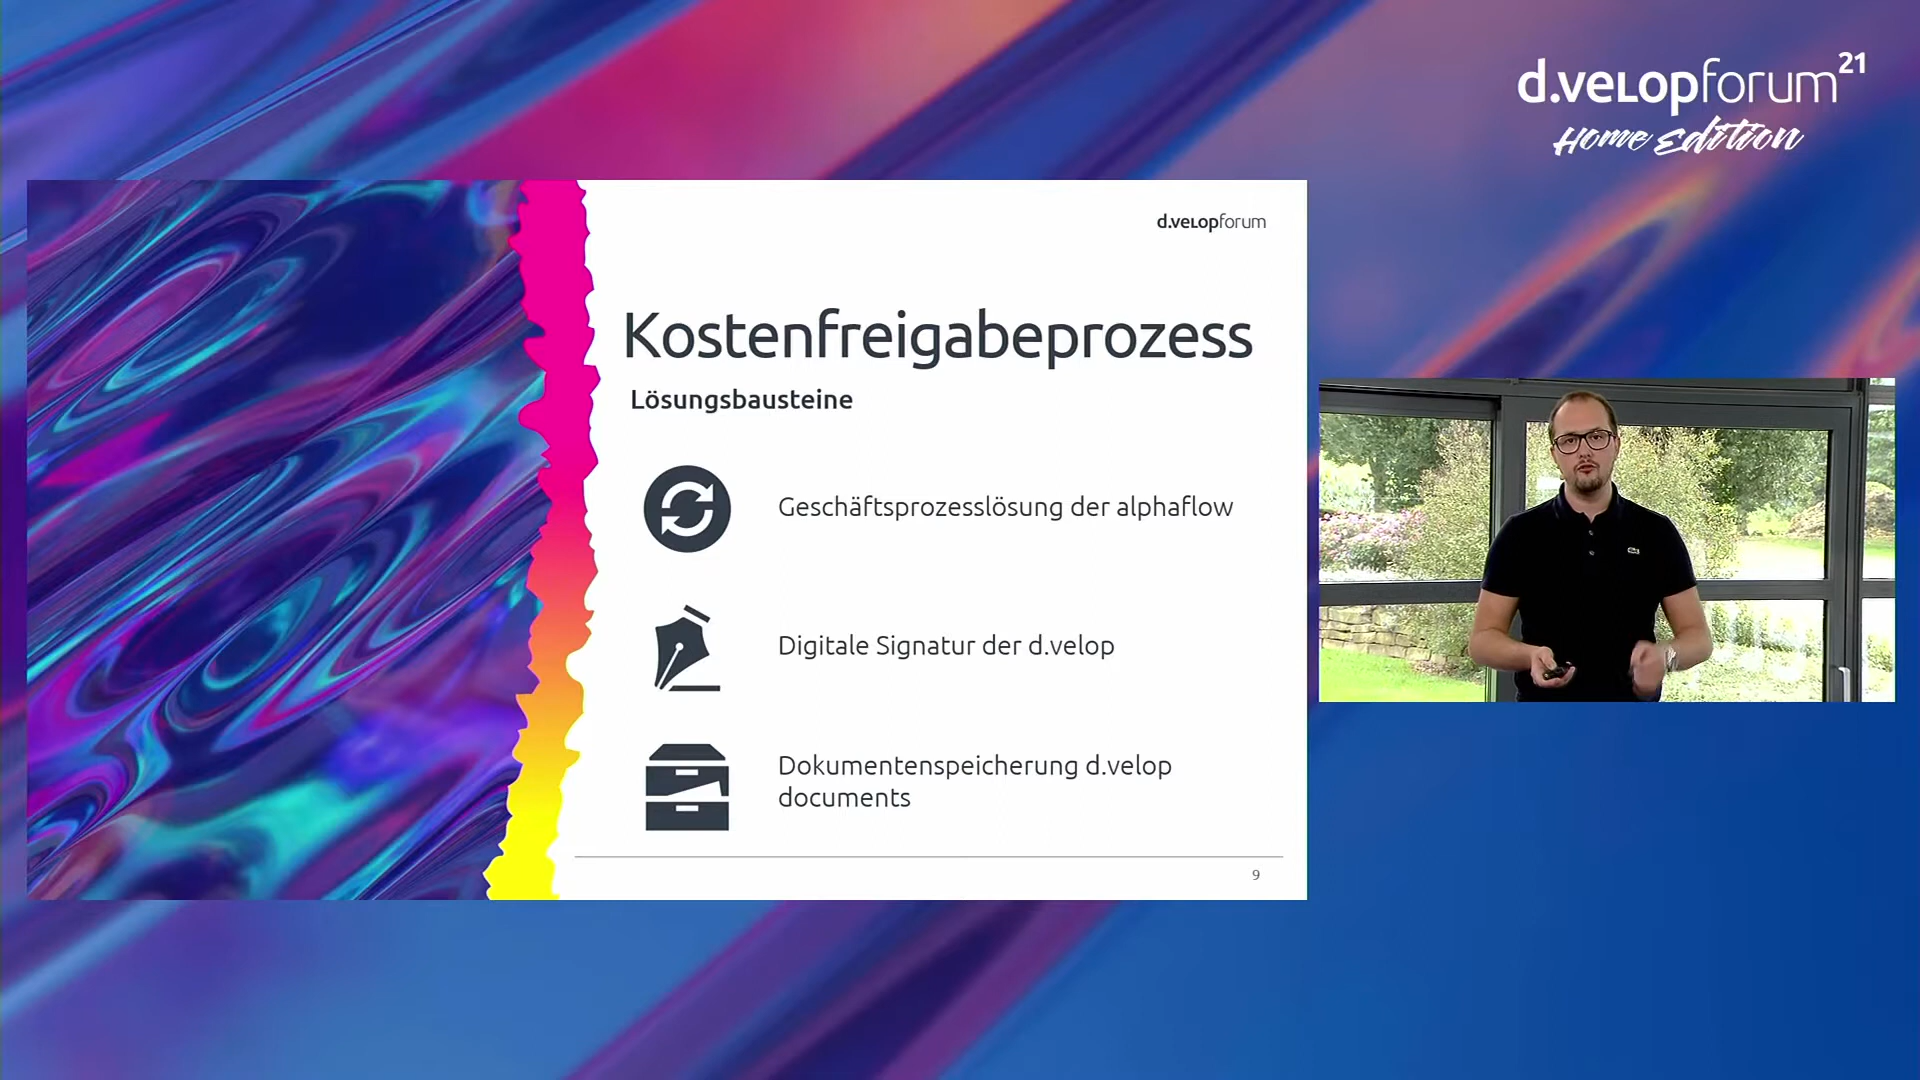 d.velopforum21
Home Edition
d.velopforum
Kostenfreigabeprozess
Lösungsbausteine
Geschäftsprozesslösung der alphaflow
Digitale Signatur der d.velop
Dokumentenspeicherung d.velop
documents
9